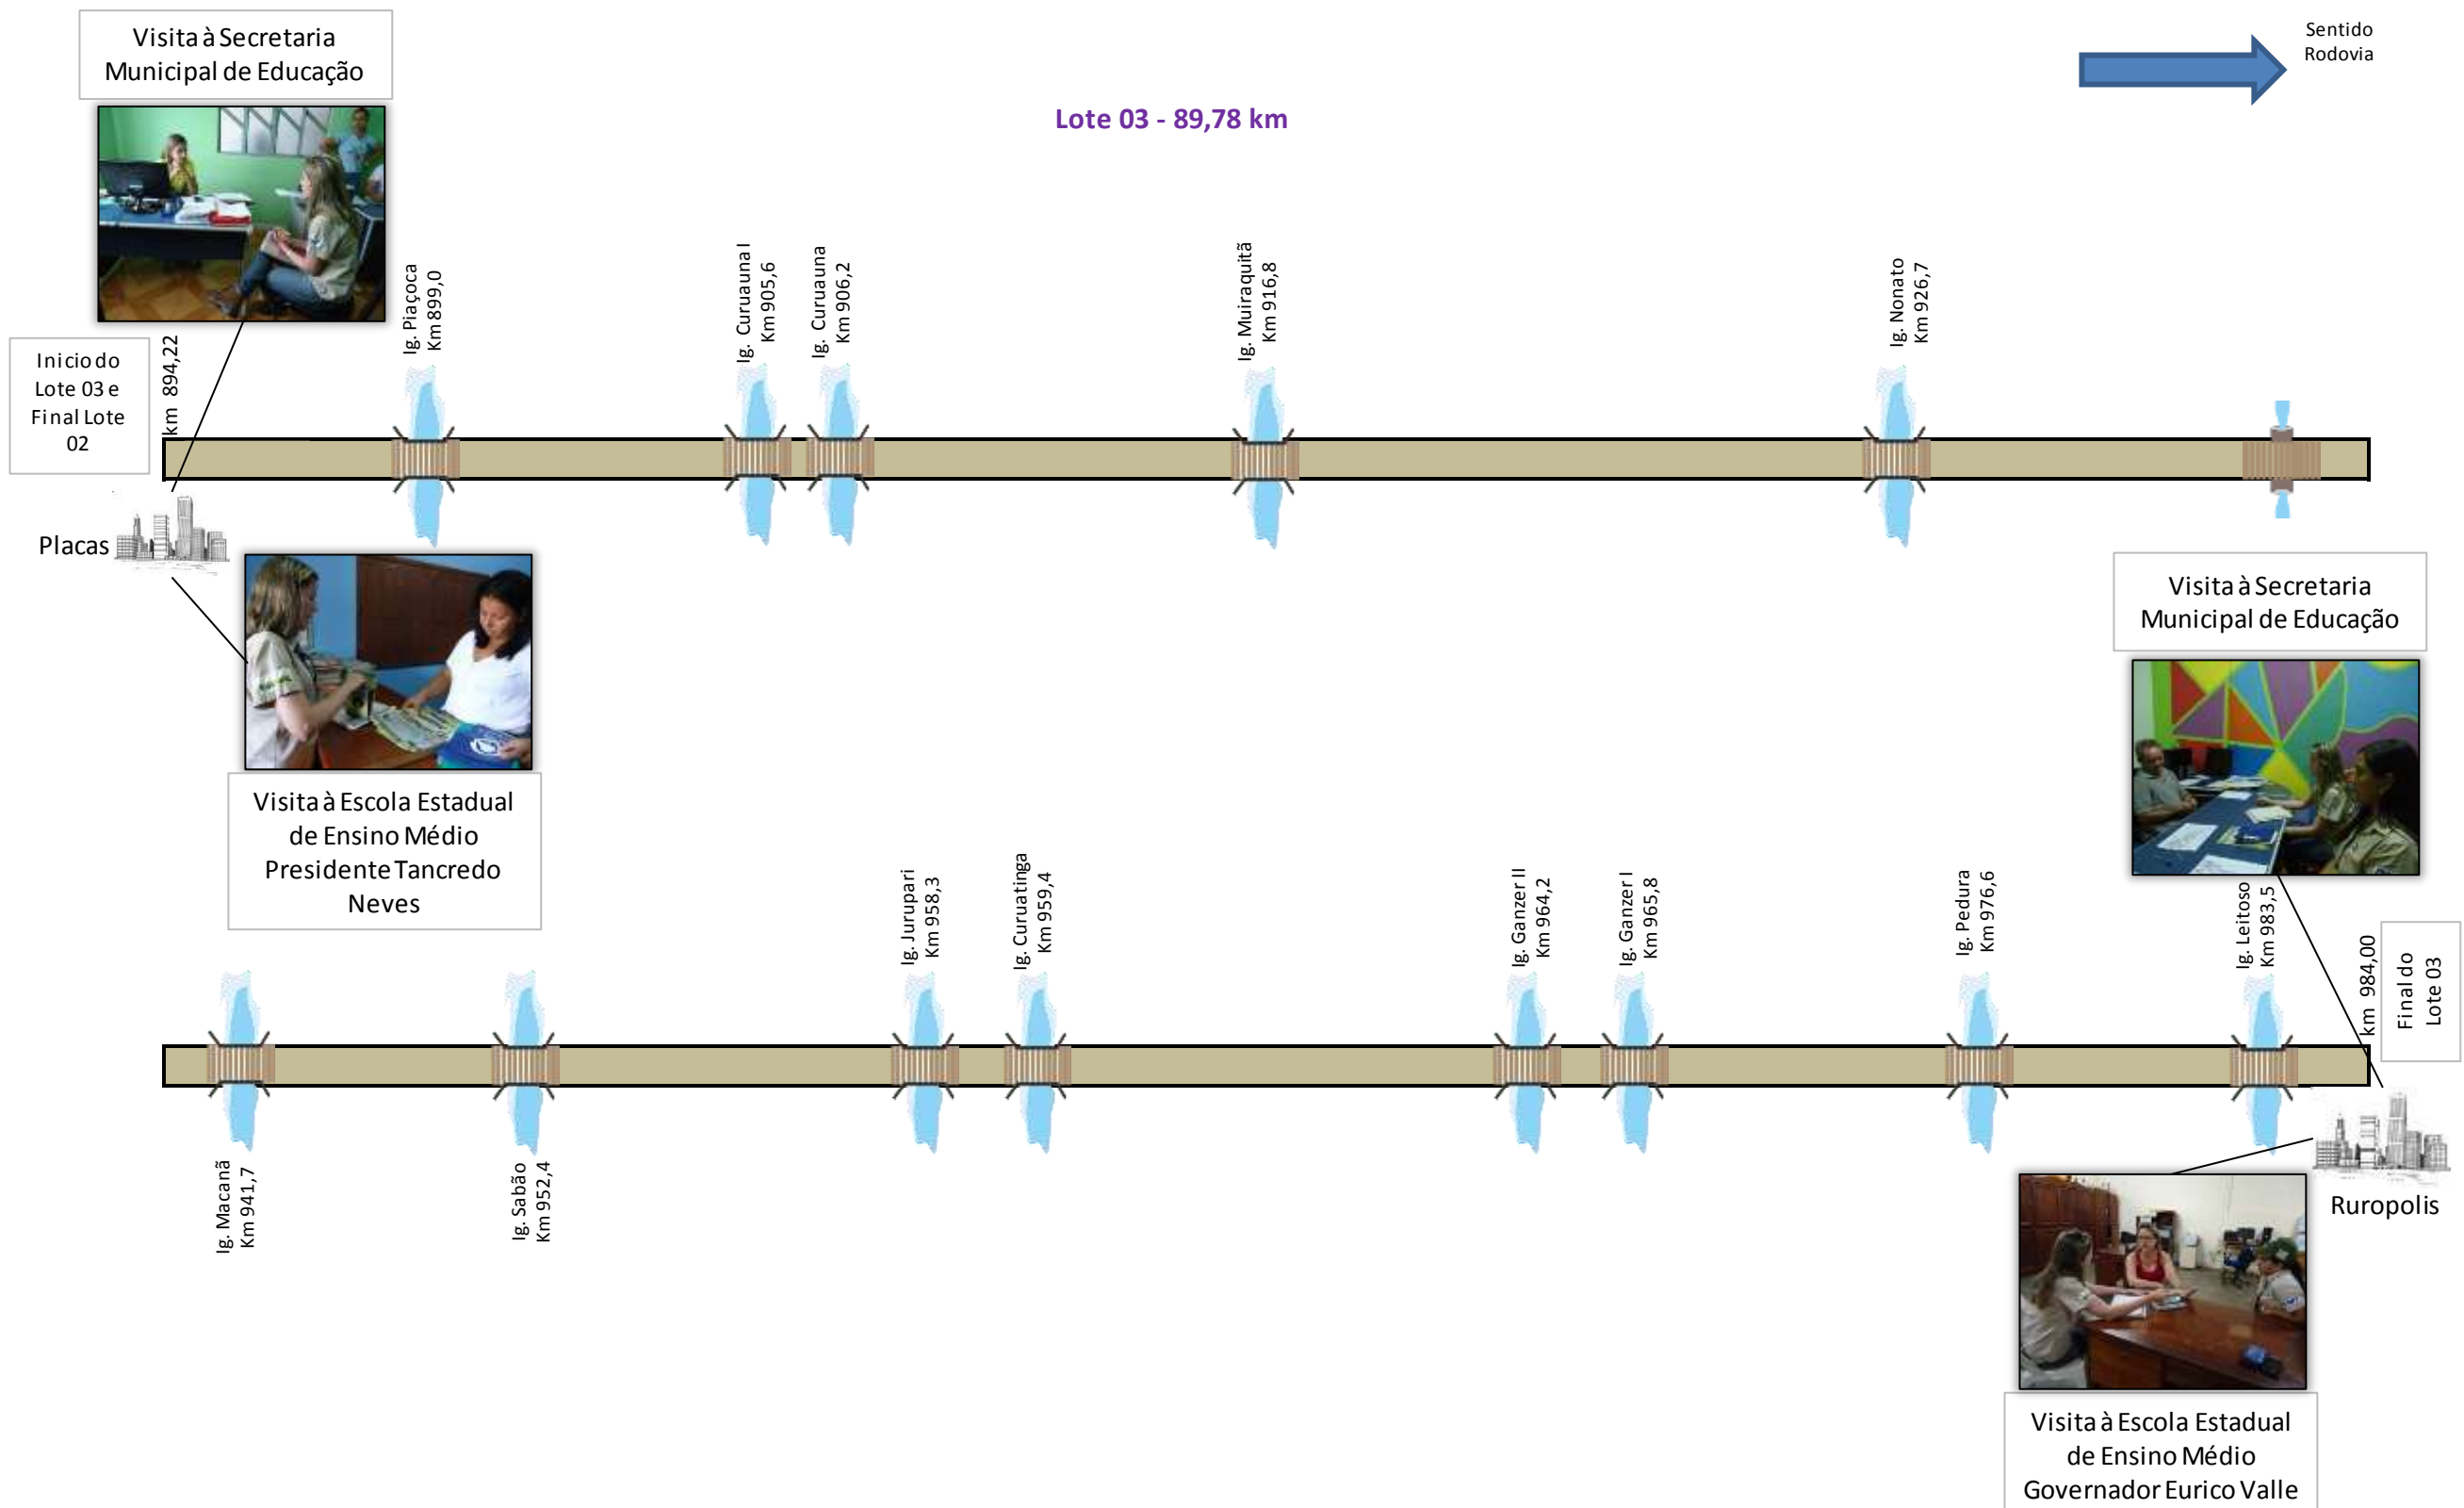 Visita à Secretaria
Municipal de Educação
Sentido
Rodovia
Lote 03 - 89,78 km
Inicio do
Lote 03 e
Final Lote
02
km 894,22
Ig. Piaçoca
Km 899,0
Ig. Curuauna I
Km 905,6
Ig. Curuauna
Km 906,2
Ig. Muiraquitã
Km 916,8
Ig. Nonato
Km 926,7
Placas
Visita à Escola Estadual
de Ensino Médio
Presidente Tancredo
Neves
Visita à Secretaria
Municipal de Educação
Ig. Macanã
Km 941,7
Ig. Sabão
Km 952,4
Ig. Jurupari
Km 958,3
Ig. Curuatinga
Km 959,4
Ig. Ganzer II
Km 964,2
Ig. Ganzer I
Km 965,8
Ig. Pedura
Km 976,6
Ig. Leitoso
Km 983,5
km 984,00
Final do
Lote 03
Ruropolis
Visita à Escola Estadual
de Ensino Médio
Governador Eurico Valle